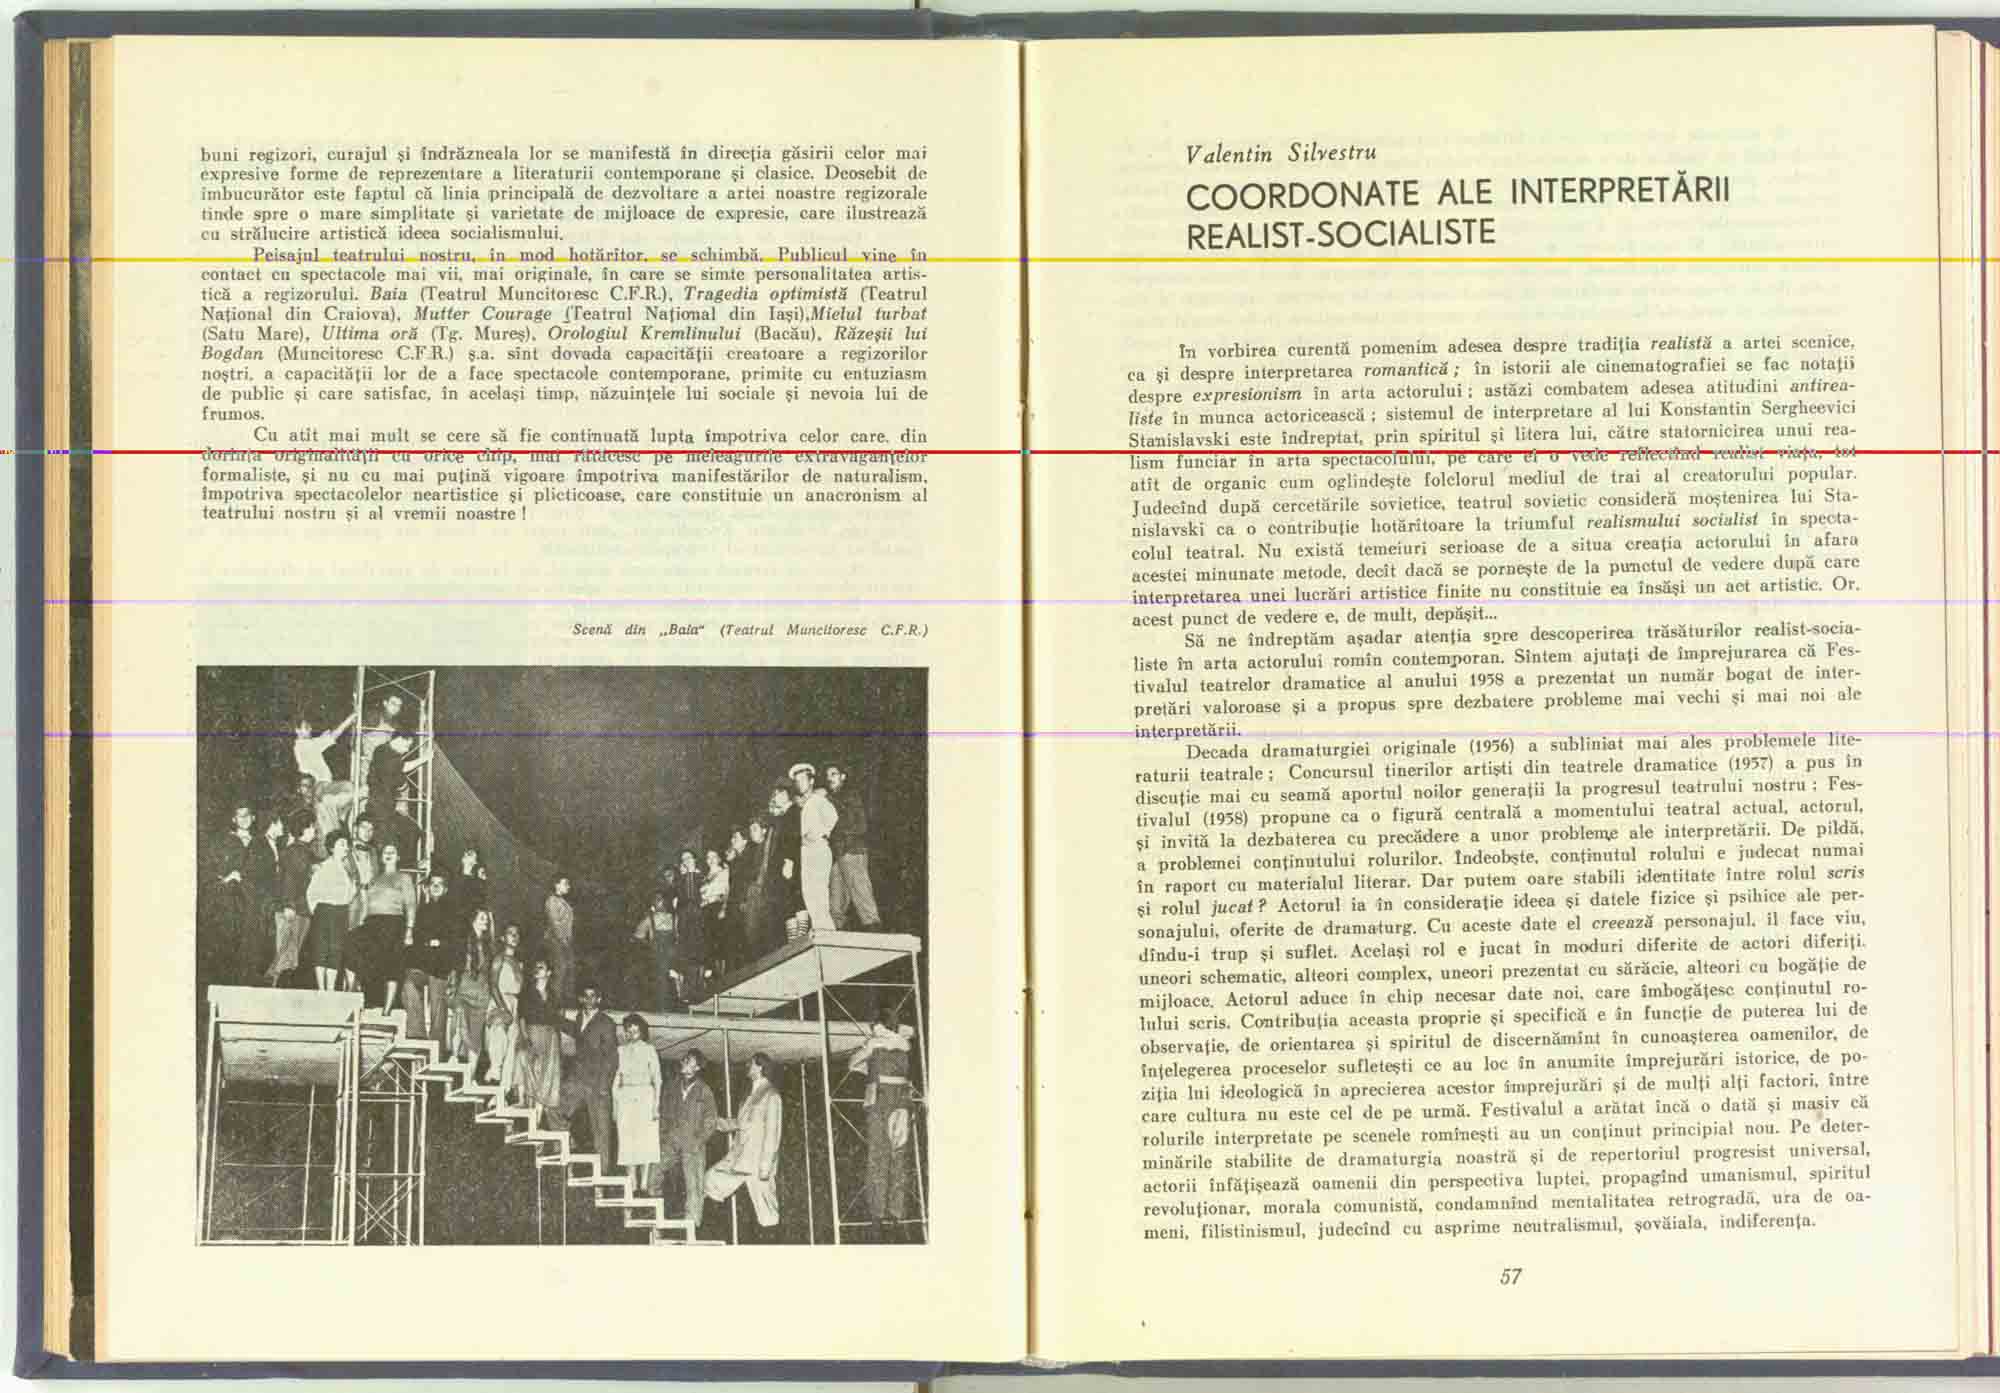 buni regizori, curajul și îndrăzneala lor se manifestă în direcția găsirii celor mai
expresive forme de reprezentare a literaturii contemporane și clasice. Deosebit de
îmbucurător este faptul că linia principală de dezvoltare a artei noastre regizorale
tinde spre o mare simplitate și varietate de mijloace de expresie, care ilustrează
cu strălucire artistică ideea socialismului.
Peisajul teatrului nostru, în mod hotărîtor, se schimbă. Publicul vine în
contact cu spectacole mai vii, mai originale, în care se simte personalitatea artis-
tică a regizorului. Baia (Teatrul Muncitoresc C.F.R.), Tragedia optimistă (Teatrul
Național din Craiova), Mutter Courage (Teatrul Național din Iași), Mielul turbat
(Satu Mare), Ultima oră (Tg. Mureș), Orologiul Kremlinului (Bacău), Răzeșii lui
Bogdan (Muncitoresc C.F.R.) ș.a. sînt dovada capacității creatoare a regizorilor
noștri, a capacității lor de a face spectacole contemporane, primite cu entuziasm
de public și care satisfac, în același timp, năzuințele lui sociale și nevoia lui de
frumos.
Cu atît mai mult se cere să fie continuată lupta împotriva celor care, din
dorința originalității cu orice chip, mai rătăcesc pe meleagurile extravaganțelor
formaliste, și nu cu mai puțină vigoare împotriva manifestărilor de naturalism,
împotriva spectacolelor neartistice și plicticoase, care constituie un anacronism al
teatrului nostru și al vremii noastre !
Scenă din „Baia“ (Teatrul Muncitoresc C.F.R.)
Valentin Silvestru
COORDONATE ALE INTERPRETĂRII
REALIST-SOCIALISTE
În vorbirea curentă pomenim adesea despre tradiția realistă a artei scenice,
ca și despre interpretarea romantică ; în istorii ale cinematografiei se fac notații
despre expresionism în arta actorului ; astăzi combatem adesea atitudini antirea-
liste în munca actoricească ; sistemul de interpretare al lui Konstantin Sergheevici
Stanislavski este îndreptat, prin spiritul și litera lui, către statornicirea unui rea-
lism funciar în arta spectacolului, pe care el o vede reflectînd realist viața, tot
atît de organic cum oglindește folclorul mediul de trai al creatorului popular.
Judecînd după cercetările sovietice, teatrul sovietic consideră moștenirea lui Sta-
nislavski ca o contribuție hotărîtoare la triumful realismului socialist în specta-
colul teatral. Nu există temeiuri serioase de a situa creația actorului în afara
acestei minunate metode, decît dacă se pornește de la punctul de vedere după care
interpretarea unei lucrări artistice finite nu constituie ea însăși un act artistic. Or,
acest punct de vedere e, de mult, depășit...
Să ne îndreptăm așadar atenția spre descoperirea trăsăturilor realist-socia-
liste în arta actorului romîn contemporan. Sîntem ajutați de împrejurarea că Fes-
tivalul teatrelor dramatice al anului 1958 a prezentat un număr bogat de inter-
pretări valoroase și a propus spre dezbatere probleme mai vechi și mai noi ale
interpretării.
Decada dramaturgiei originale (1956) a subliniat mai ales problemele lite-
raturii teatrale ; Concursul tinerilor artiști din teatrele dramatice (1957) a pus în
discuție mai cu seamă aportul noilor generații la progresul teatrului nostru ; Fes-
tivalul (1958) propune ca o figură centrală a momentului teatral actual, actorul,
și invită la dezbaterea cu precădere a unor probleme ale interpretării. De pildă,
a problemei conținutului rolurilor. Îndeobște, conținutul rolului e judecat numai
în raport cu materialul literar. Dar putem oare stabili identitate între rolul scris
și rolul jucat ? Actorul ia în considerație ideea și datele fizice și psihice ale per-
sonajului, oferite de dramaturg. Cu aceste date el creează personajul, îl face viu,
dîndu-i trup și suflet. Același rol e jucat în moduri diferite de actori diferiți,
uneori schematic, alteori complex, uneori prezentat cu sărăcie, alteori cu bogăție de
mijloace. Actorul aduce în chip necesar date noi, care îmbogățesc conținutul ro-
lului scris. Contribuția aceasta proprie și specifică e în funcție de puterea lui de
observație, de orientarea și spiritul de discernămînt în cunoașterea oamenilor, de
înțelegerea proceselor sufletești ce au loc în anumite împrejurări istorice, de po-
ziția lui ideologică în aprecierea acestor împrejurări și de mulți alți factori, între
care cultura nu este cel de pe urmă. Festivalul a arătat încă o dată și masiv că
rolurile interpretate pe scenele romînești au un conținut principial nou. Pe deter-
minările stabilite de dramaturgia noastră și de repertoriul progresist universal,
actorii înfățișează oamenii din perspectiva luptei, propagînd umanismul, spiritul
revoluționar, morala comunistă, condamnînd mentalitatea retrogradă, ura de oa-
meni, filistinismul, judecînd cu asprime neutralismul, șovăiala, indiferența.
57